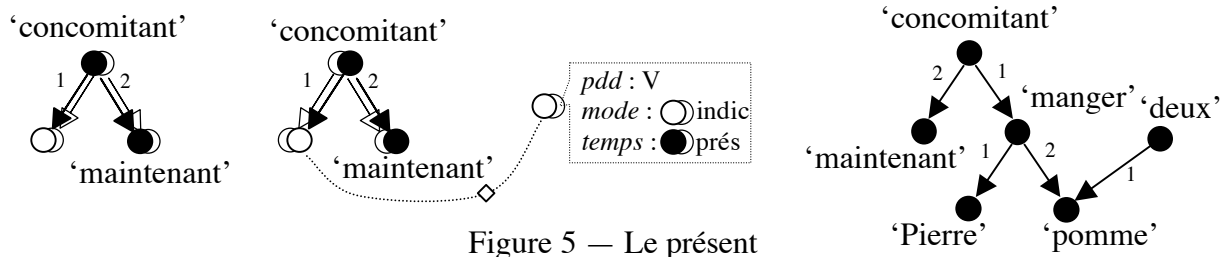 ‘concomitant’
1
2
‘maintenant’
‘concomitant’
1
2
‘maintenant’
pdd : V
mode : indic
temps : prés
‘concomitant’
2
1
‘manger’
‘deux’
‘maintenant’
1
2
1
‘Pierre’
‘pomme’
Figure 5 — Le présent